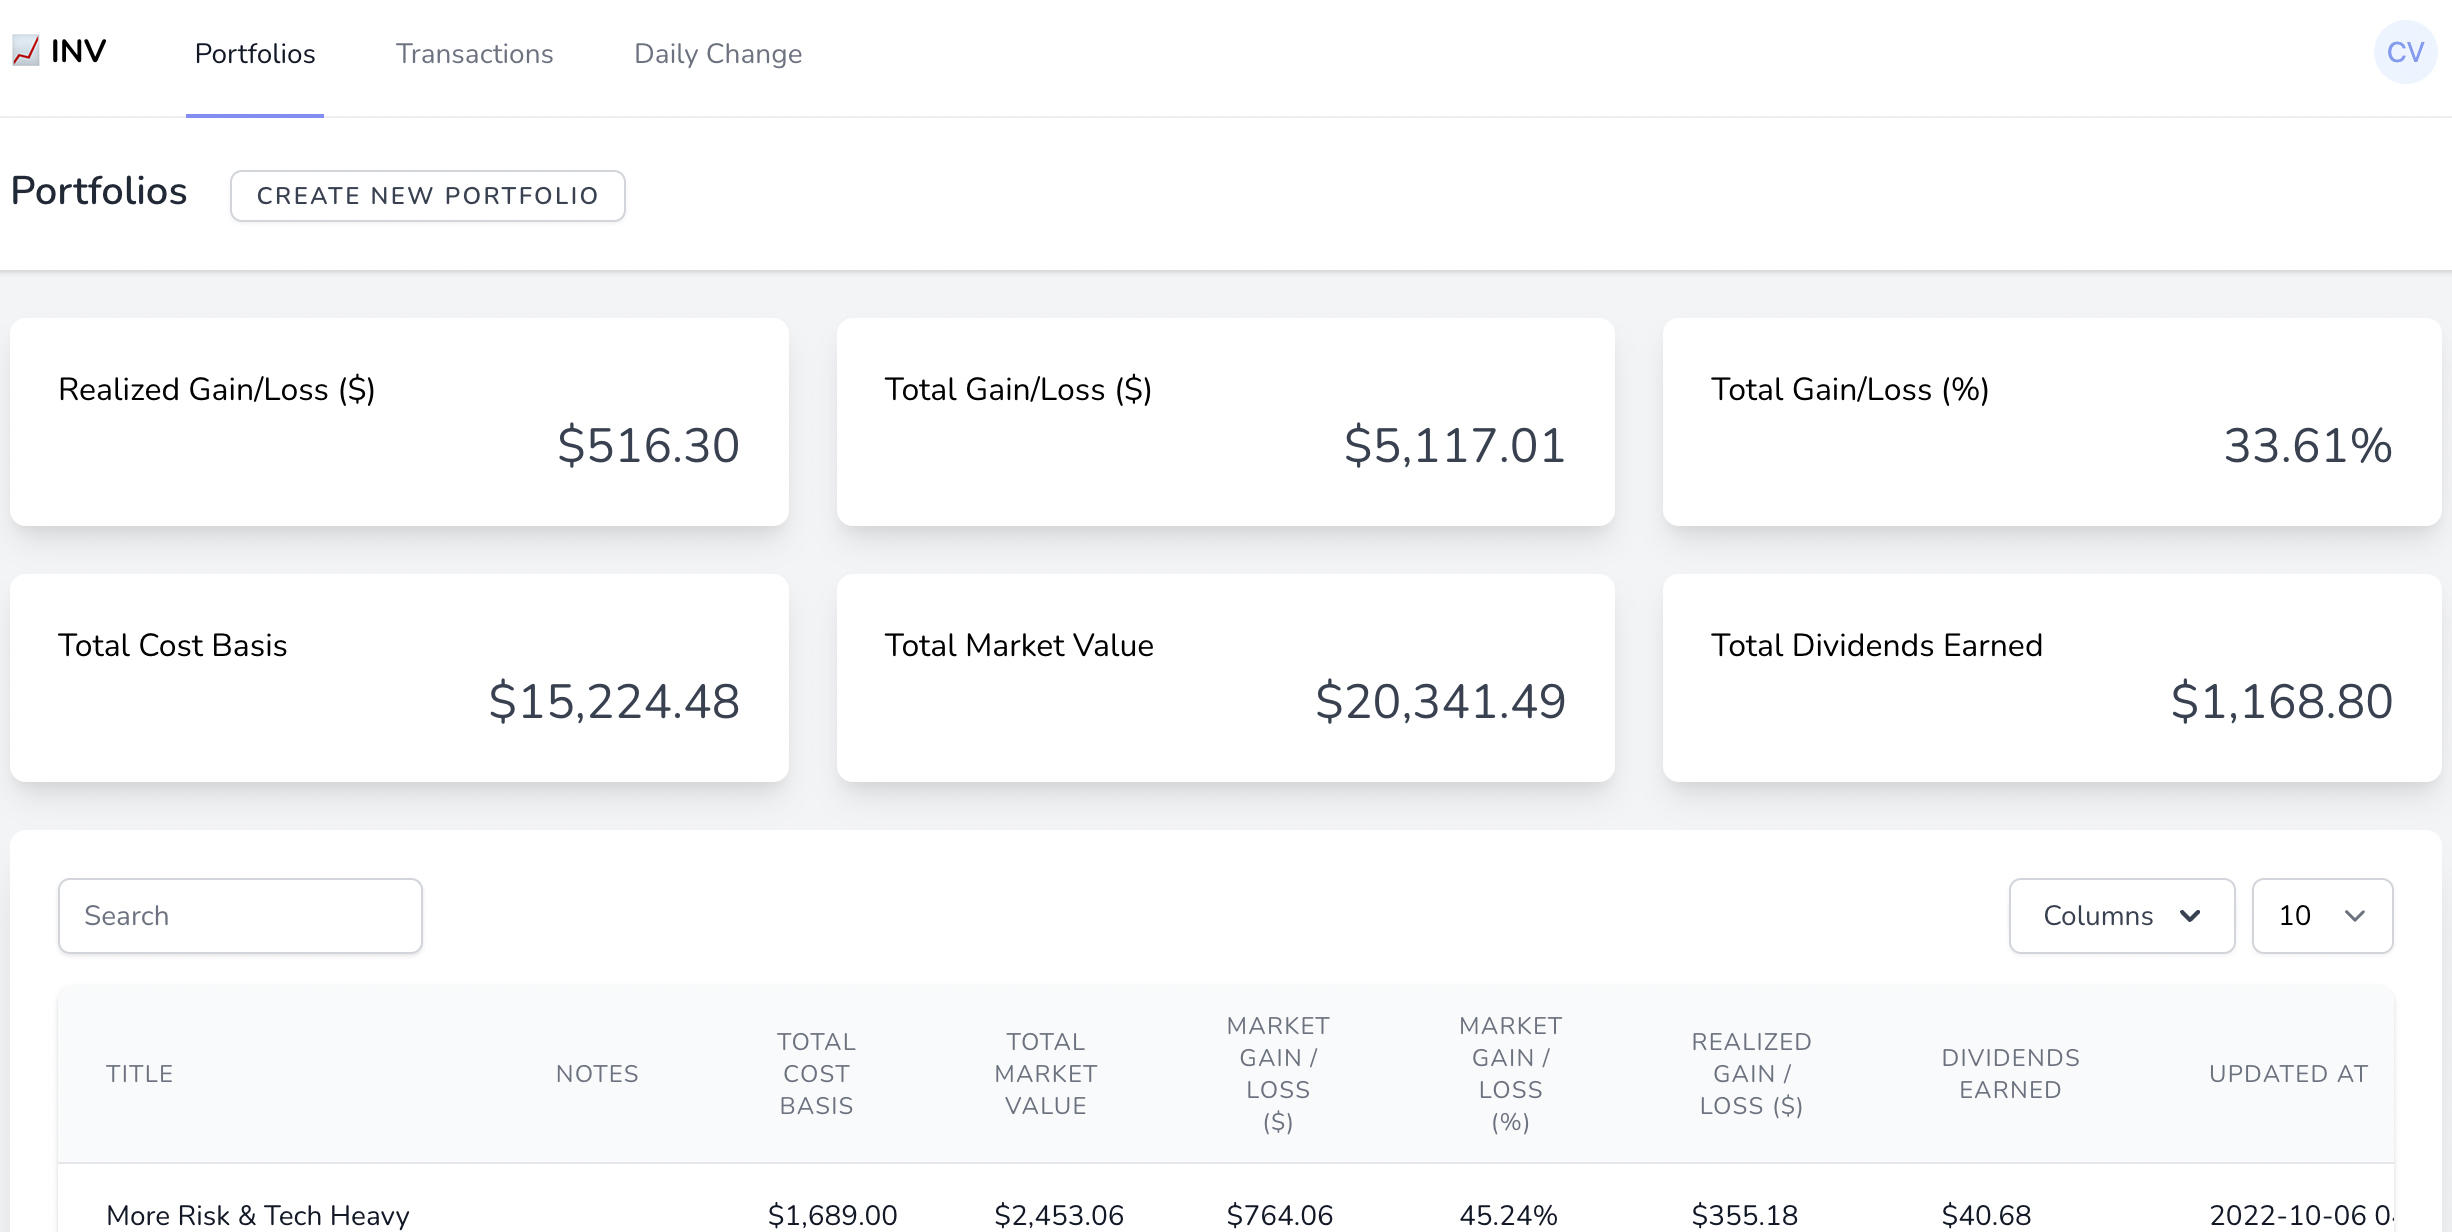 INV
Portfolios
Transactions
Daily Change
CV
Portfolios
CREATE NEW PORTFOLIO
Realized Gain/Loss ($)
$516.30
Total Gain/Loss ($)
$5,117.01
Total Gain/Loss (%)
33.61%
Total Cost Basis
$15,224.48
Total Market Value
$20,341.49
Total Dividends Earned
$1,168.80
Search
Columns
10
TITLE
NOTES
TOTAL
COST
BASIS
TOTAL
MARKET
VALUE
MARKET
GAIN /
LOSS
($)
MARKET
GAIN /
LOSS
(%)
REALIZED
GAIN /
LOSS ($)
DIVIDENDS
EARNED
UPDATED AT
More Risk & Tech Heavy
$1,689.00
$2,453.06
$764.06
45.24%
$355.18
$40.68
2022-10-06